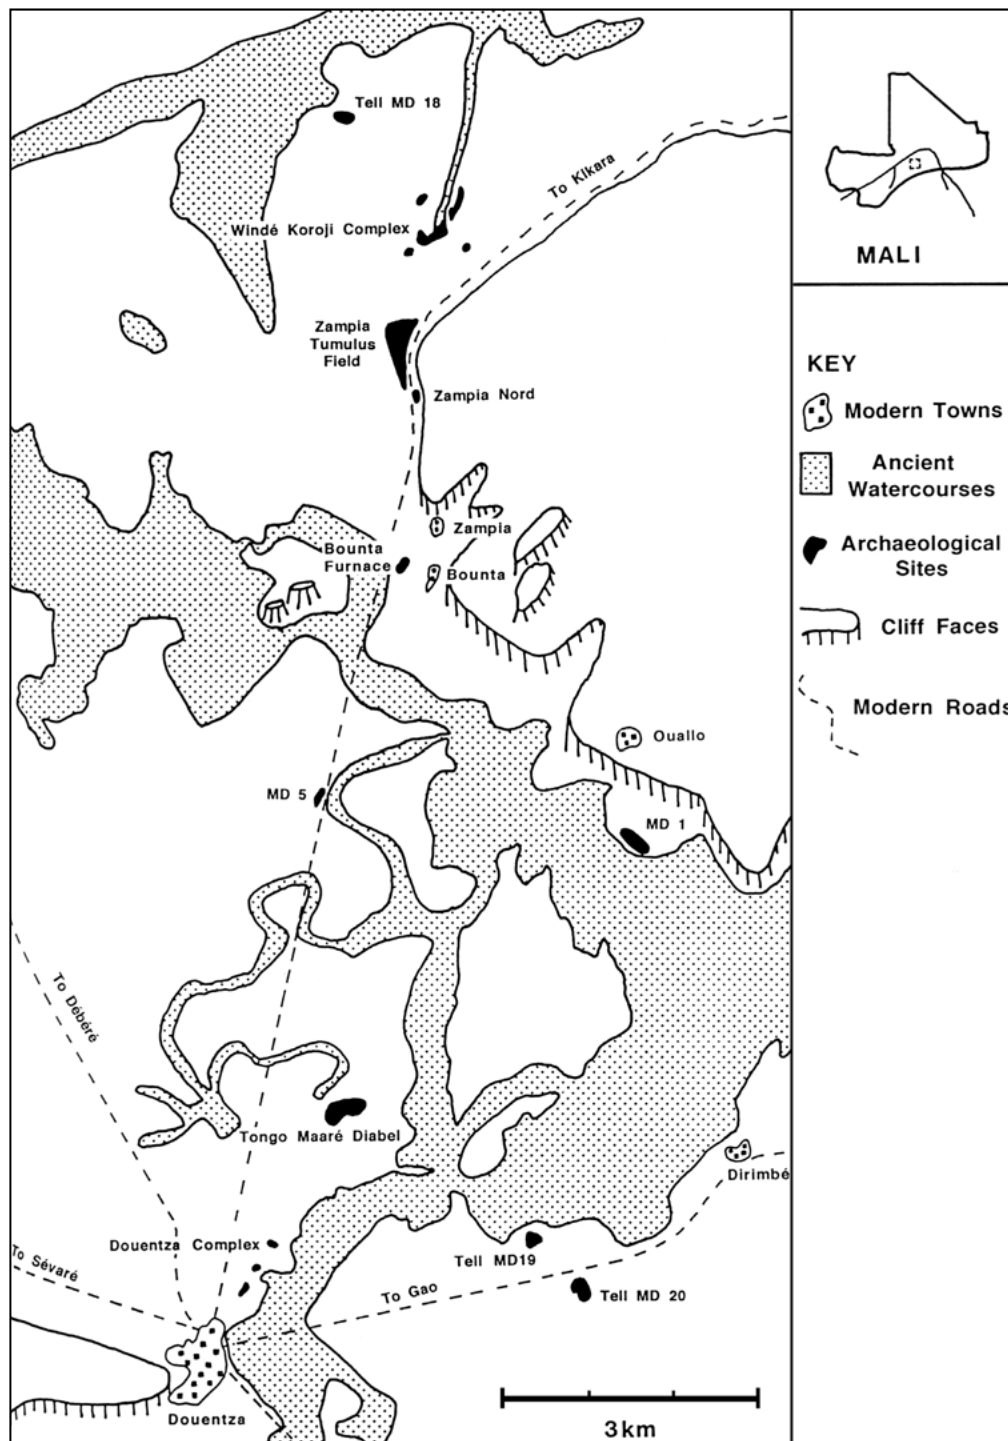 Tell MD 18
To Kikara
Windé Koroji Complex
Zampia
Tumulus
Field
Zampia Nord
Zampia
Bounta
Furnace
Bounta
Ouallo
MD 5
MD 1
To Débéré
Tongo Maaré Diabel
Dirimbé
Douentza Complex
To Sévaré
Tell MD19
To Gao
Tell MD 20
Douentza
3km
MALI
KEY
Modern Towns
Ancient
Watercourses
Archaeological
Sites
Cliff Faces
Modern Roads